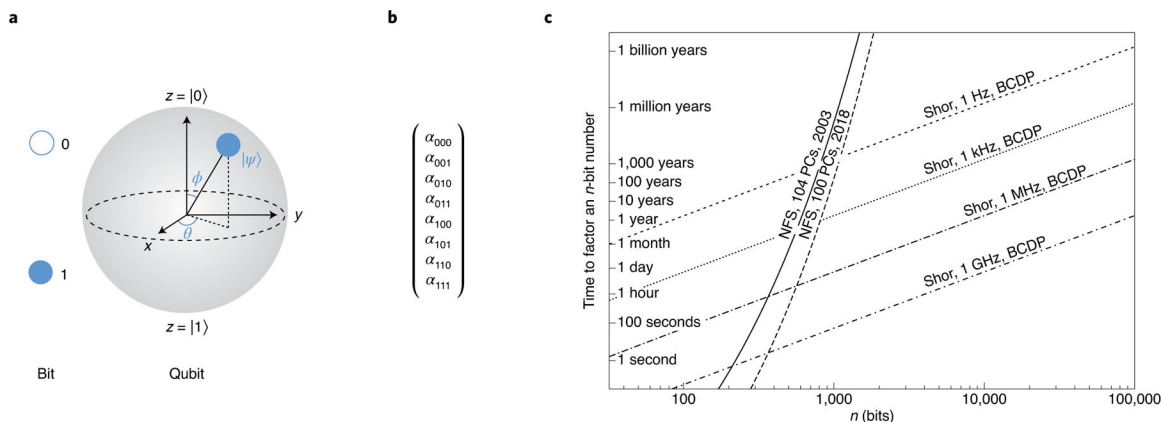 a
z = |0⟩
0
|ψ⟩
ϕ
y
x
θ
1
z = |1⟩
Bit
Qubit
b
α000
α001
α010
α011
α100
α101
α110
α111
c
Time to factor an n-bit number
1 billion years
1 million years
1,000 years
100 years
10 years
1 year
1 month
1 day
1 hour
100 seconds
1 second
NFS, 104 PCs, 2003
NFS, 100 PCs, 2018
Shor, 1 Hz, BCDP
Shor, 1 kHz, BCDP
Shor, 1 MHz, BCDP
Shor, 1 GHz, BCDP
100
1,000
10,000
100,000
n (bits)